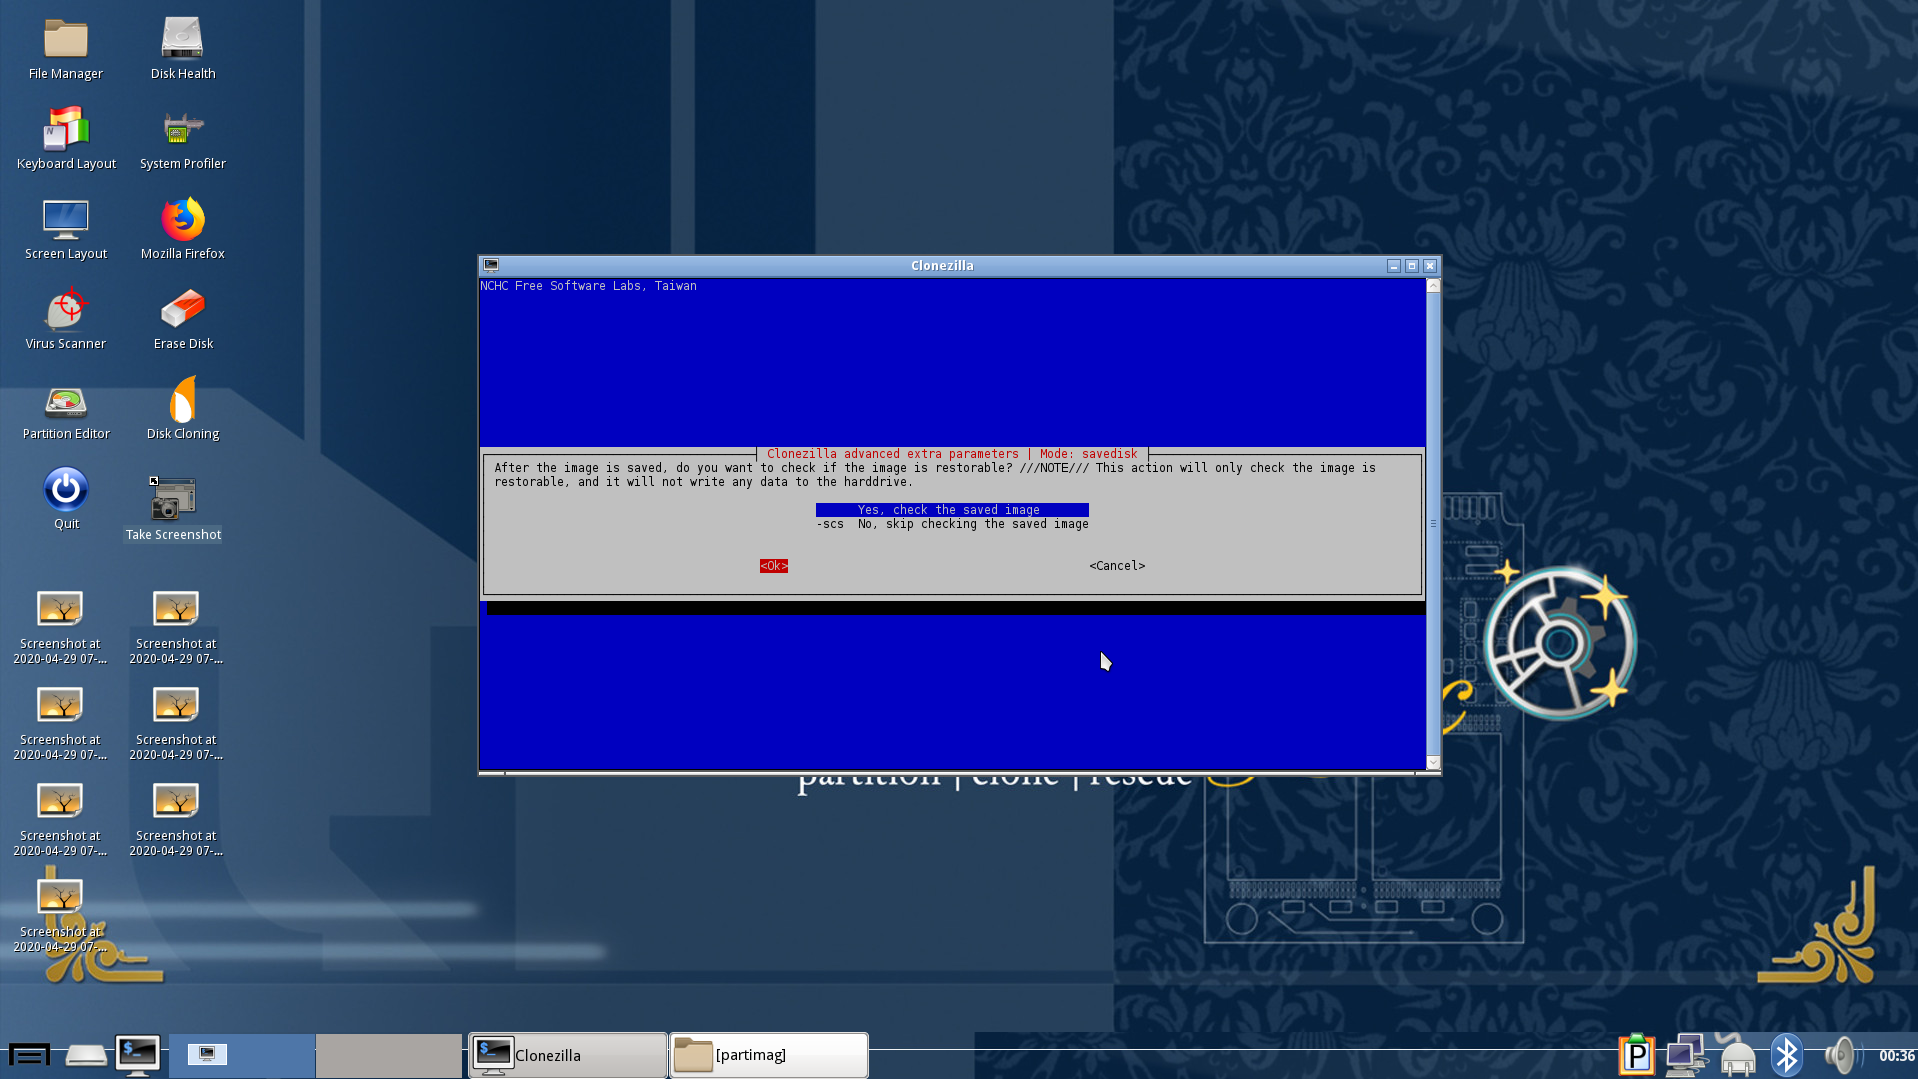 File Manager
Disk Health
Keyboard Layout
System Profiler
Screen Layout
Mozilla Firefox
Virus Scanner
Erase Disk
Partition Editor
Disk Cloning
Quit
Take Screenshot
Screenshot at
2020-04-29 07-...
Screenshot at
2020-04-29 07-...
Screenshot at
2020-04-29 07-...
Screenshot at
2020-04-29 07-...
Screenshot at
2020-04-29 07-...
Screenshot at
2020-04-29 07-...
Screenshot at
2020-04-29 07-...
Clonezilla
NCHC Free Software Labs, Taiwan
Clonezilla advanced extra parameters | Mode: savedisk
After the image is saved, do you want to check if the image is restorable? ///NOTE/// This action will only check the image is
restorable, and it will not write any data to the harddrive.
Yes, check the saved image
-scs  No, skip checking the saved image
<Ok>
<Cancel>
partition | clone | rescue
Clonezilla
[partimag]
P
00:36